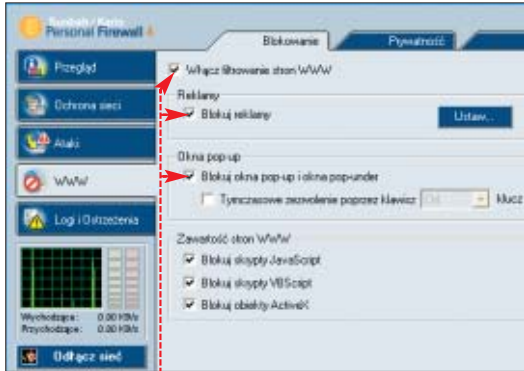 Sunbelt / Kerio
Personal Firewall 4
Blokowanie
Prywatność
Przegląd
Ochrona sieci
Ataki
WWW
Logi i Ostrzeżenia
Wychodzące: 0.00 KB/s
Przychodzące: 0.00 KB/s
Odłącz sieć
Włącz filtrowanie stron WWW
Reklamy
Blokuj reklamy
Ustaw...
Okna pop-up
Blokuj okna pop-up i okna pop-under
Tymczasowe zezwolenie poprzez klawisz
klucz
Zawartość stron WWW
Blokuj skrypty JavaScript
Blokuj skrypty VBScript
Blokuj obiekty ActiveX